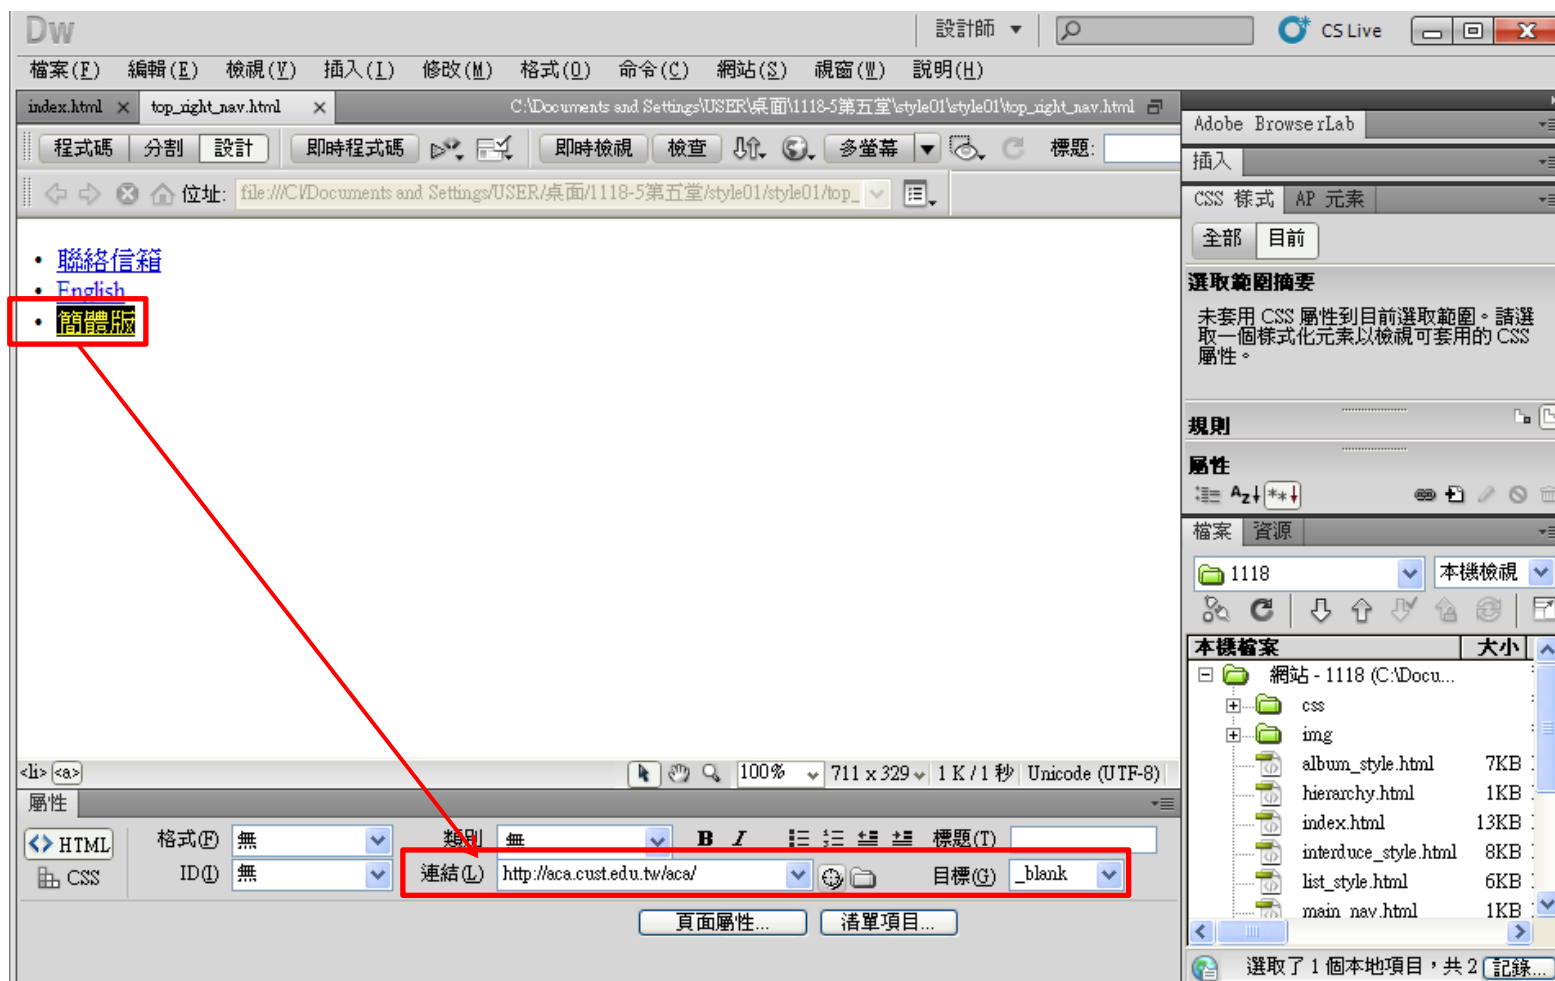 Dw 設計師 CS Live
檔案(F) 編輯(E) 檢視(V) 插入(I) 修改(M) 格式(O) 命令(C) 網站(S) 視窗(W) 說明(H)
index.html top_right_nav.html C:\Documents and Settings\USER\桌面\1118-5第五堂\style01\style01\top_right_nav.html
程式碼 分割 設計 即時程式碼 即時檢視 檢查 多螢幕 標題:
位址: file:///C|/Documents and Settings/USER/桌面/1118-5第五堂/style01/style01/top_
• 聯絡信箱
• English
• 簡體版
<li> <a> 100% 711 x 329 1 K / 1 秒 Unicode (UTF-8)
屬性
HTML 格式(F) 無 類別 無 B I 標題(T)
CSS ID(I) 無 連結(L) http://aca.cust.edu.tw/aca/ 目標(G) _blank
頁面屬性... 清單項目...
Adobe BrowserLab
插入
CSS 樣式 AP 元素
全部 目前
選取範圍摘要
未套用 CSS 屬性到目前選取範圍。請選
取一個樣式化元素以檢視可套用的 CSS
屬性。
規則
屬性
檔案 資源
1118 本機檢視
本機檔案 大小
網站 - 1118 (C:\Docu...
css
img
album_style.html 7KB
hierarchy.html 1KB
index.html 13KB
interduce_style.html 8KB
list_style.html 6KB
main_nav.html 1KB
選取了 1 個本地項目，共 2 記錄...